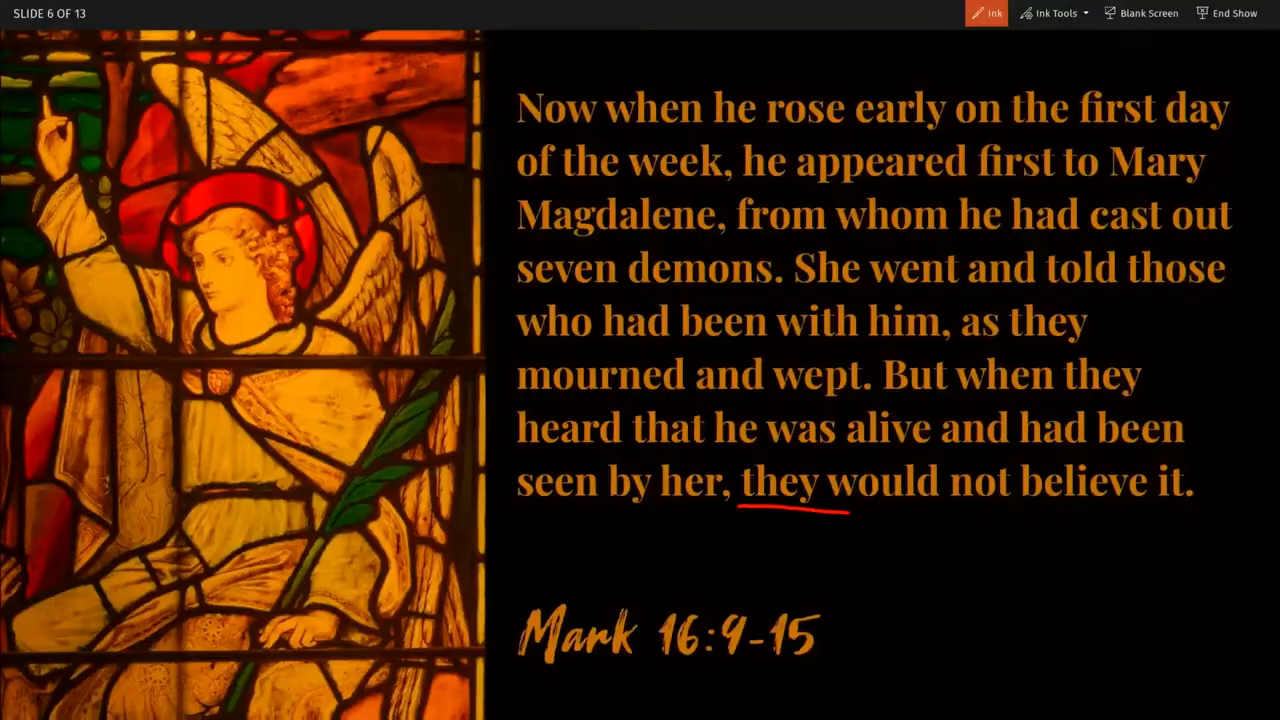 SLIDE 6 OF 13
Ink
Ink Tools
Blank Screen
End Show
Now when he rose early on the first day
of the week, he appeared first to Mary
Magdalene, from whom he had cast out
seven demons. She went and told those
who had been with him, as they
mourned and wept. But when they
heard that he was alive and had been
seen by her, they would not believe it.
Mark 16:9-15